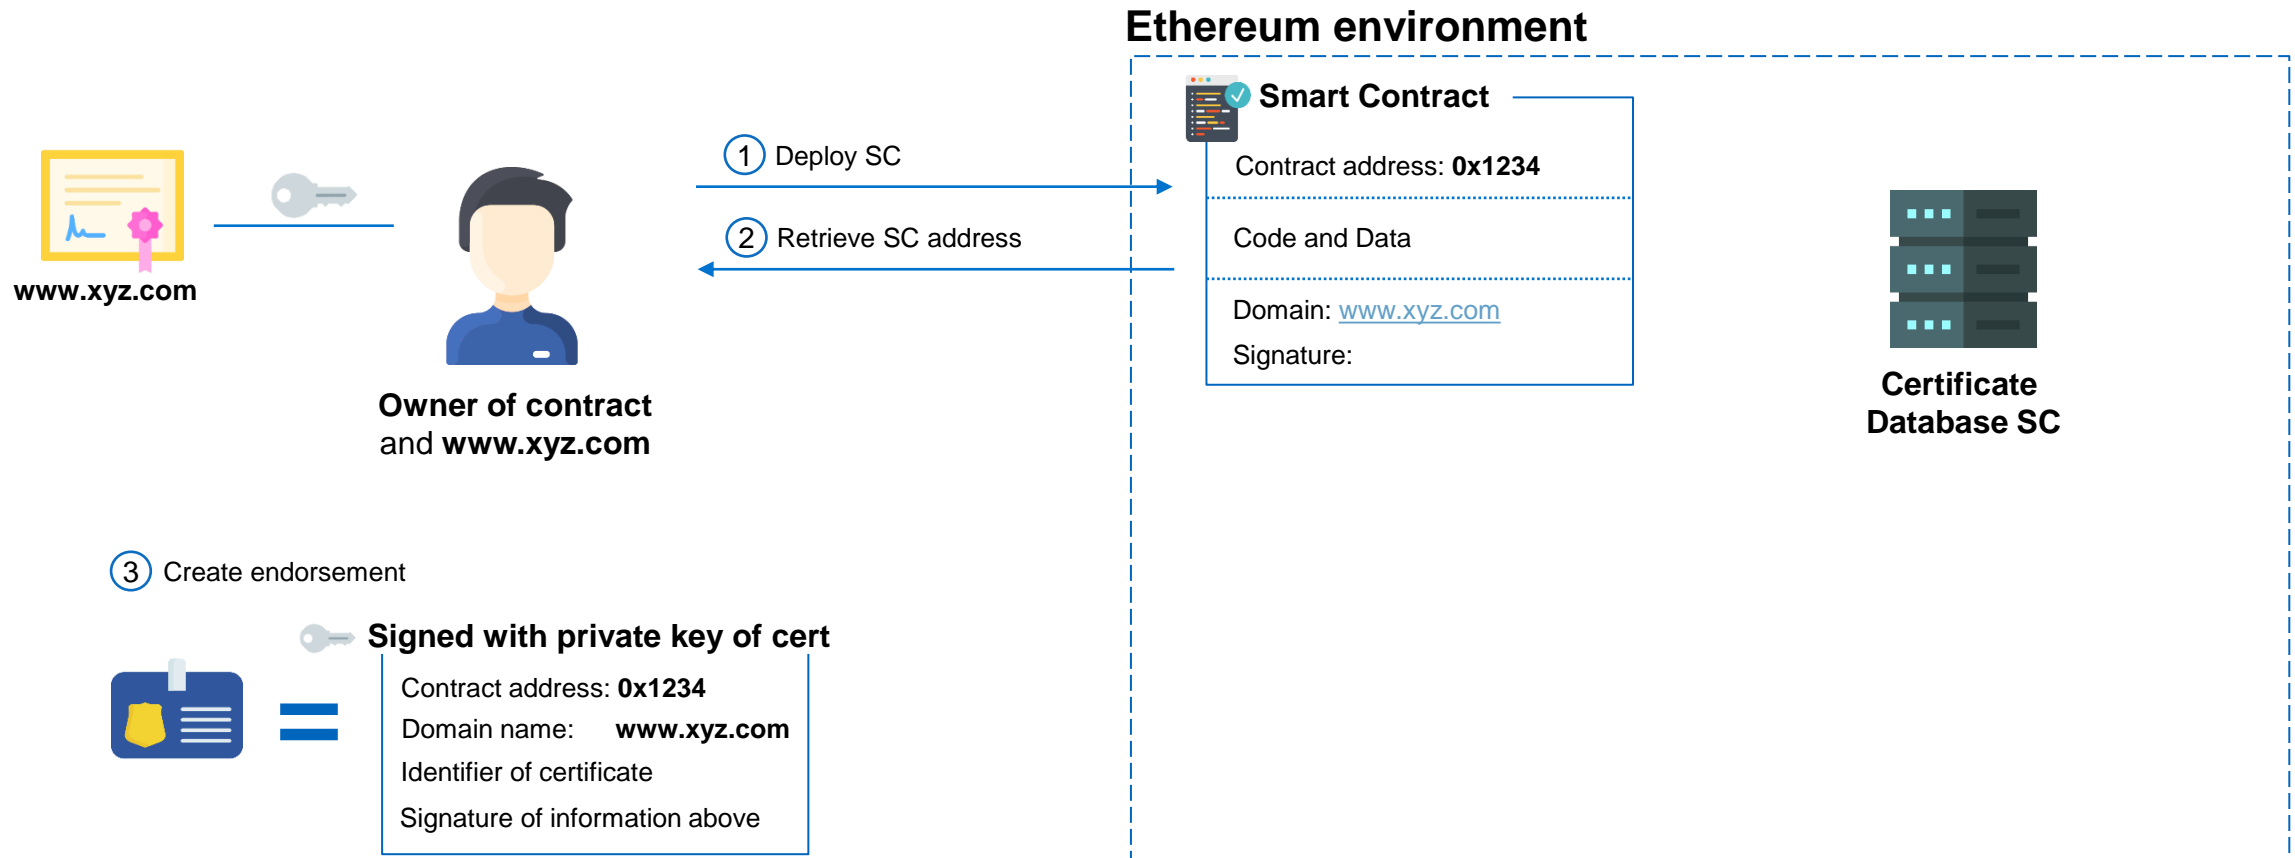 Ethereum environment
Smart Contract
1 Deploy SC
Contract address: 0x1234
2 Retrieve SC address
Code and Data
www.xyz.com
Domain: www.xyz.com
Signature:
Owner of contract
and www.xyz.com
Certificate
Database SC
3 Create endorsement
Signed with private key of cert
Contract address: 0x1234
Domain name: www.xyz.com
Identifier of certificate
Signature of information above